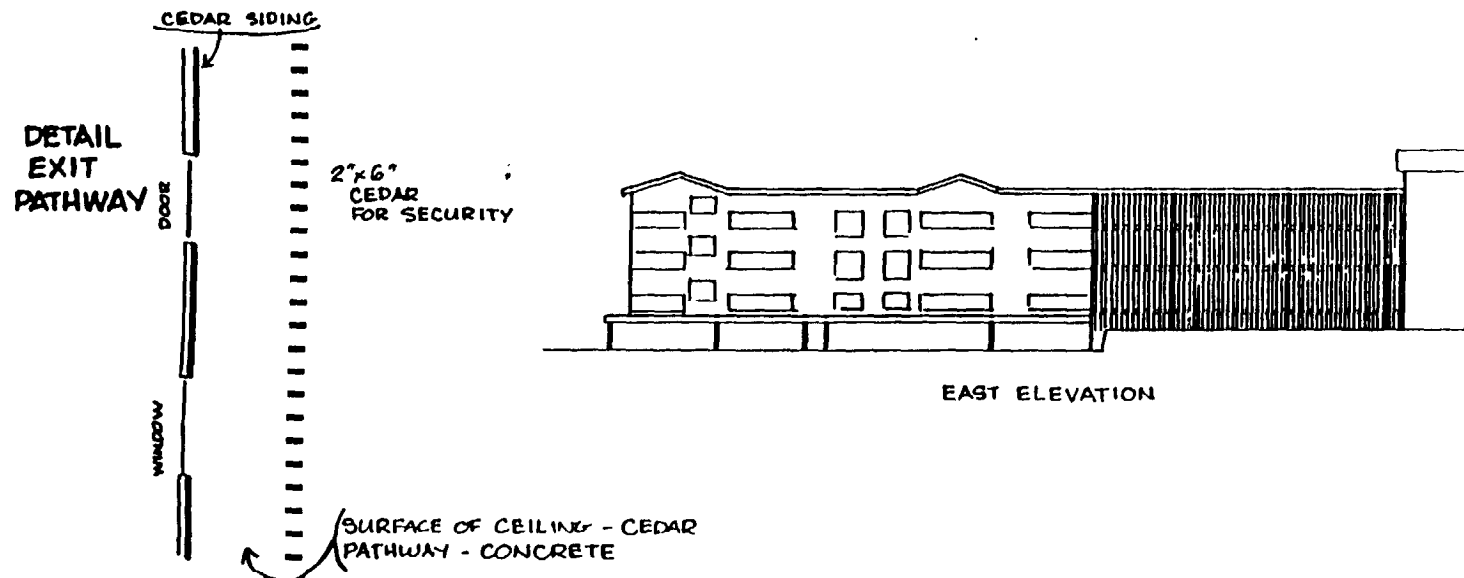 CEDAR SIDING
DETAIL
EXIT
PATHWAY
DOOR
2"x6"
CEDAR
FOR SECURITY
WINDOW
SURFACE OF CEILING - CEDAR
PATHWAY - CONCRETE
EAST ELEVATION